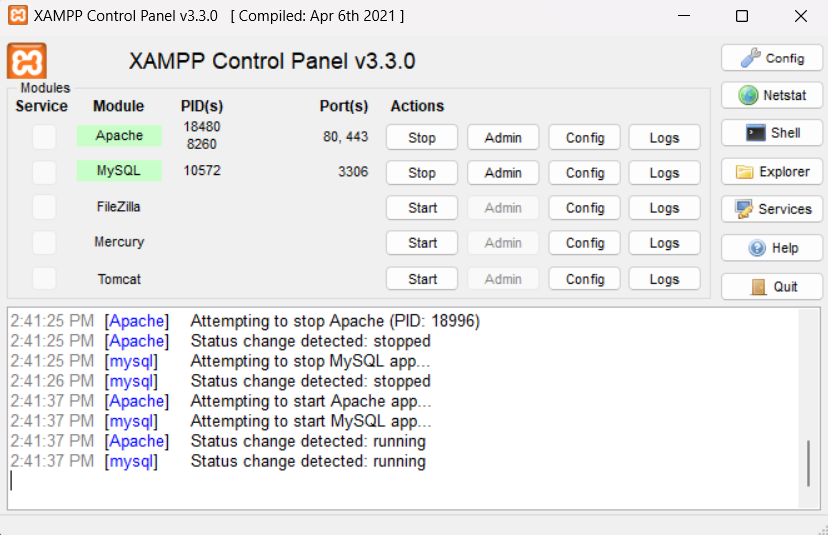 XAMPP Control Panel v3.3.0 [ Compiled: Apr 6th 2021 ]
XAMPP Control Panel v3.3.0
Config
Modules
Service Module PID(s) Port(s) Actions
Netstat
Apache 18480 8260 80, 443 Stop Admin Config Logs
Shell
MySQL 10572 3306 Stop Admin Config Logs
Explorer
FileZilla Start Admin Config Logs
Services
Mercury Start Admin Config Logs
Help
Tomcat Start Admin Config Logs
Quit
2:41:25 PM [Apache] Attempting to stop Apache (PID: 18996)
2:41:25 PM [Apache] Status change detected: stopped
2:41:25 PM [mysql] Attempting to stop MySQL app...
2:41:26 PM [mysql] Status change detected: stopped
2:41:37 PM [Apache] Attempting to start Apache app...
2:41:37 PM [mysql] Attempting to start MySQL app...
2:41:37 PM [Apache] Status change detected: running
2:41:37 PM [mysql] Status change detected: running